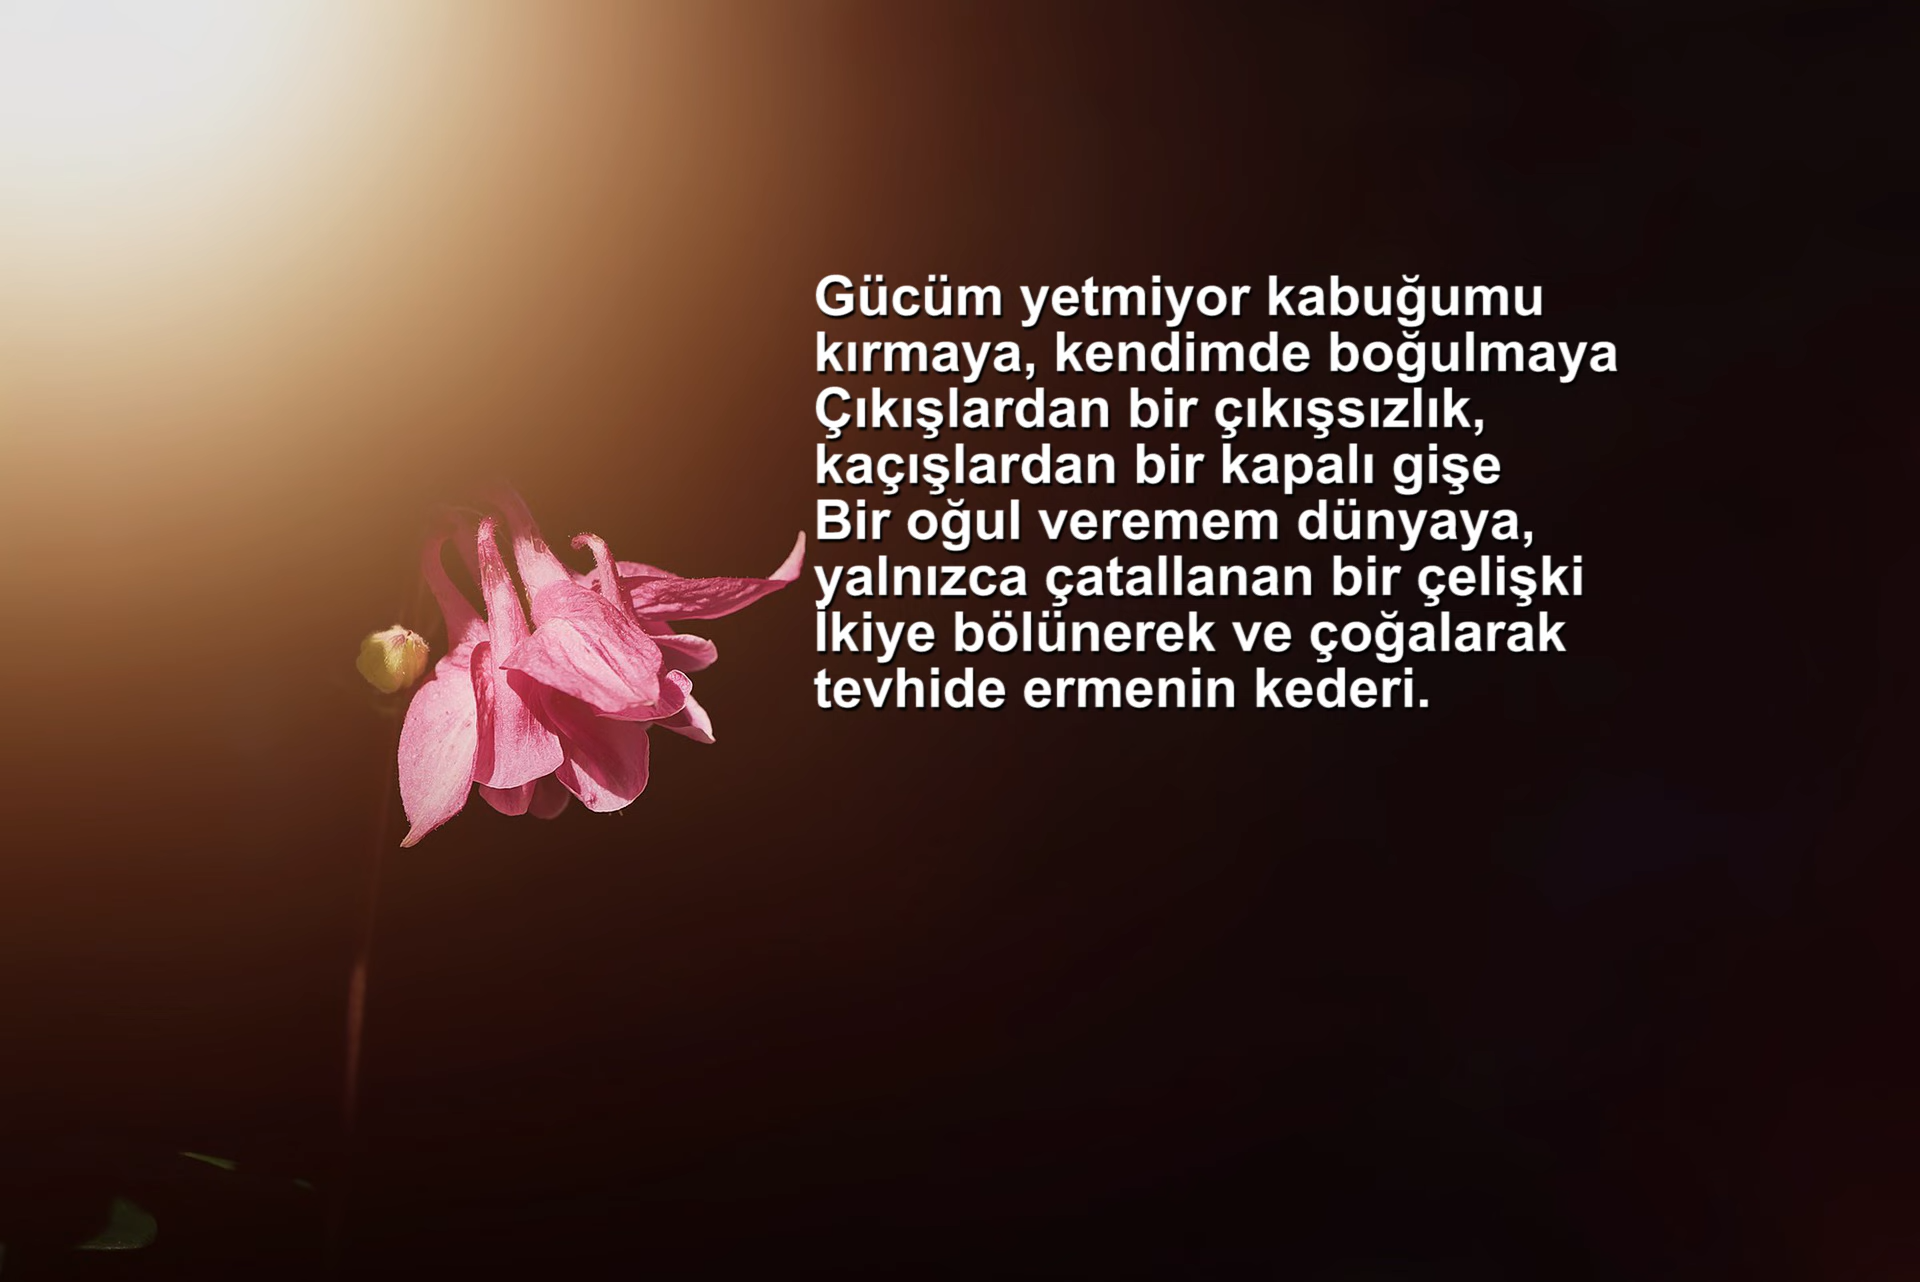 Gücüm yetmiyor kabuğumu
kırmaya, kendimde boğulmaya
Çıkışlardan bir çıkışsızlık,
kaçışlardan bir kapalı gişe
Bir oğul veremem dünyaya,
yalnızca çatallanan bir çelişki
İkiye bölünerek ve çoğalarak
tevhide ermenin kederi.